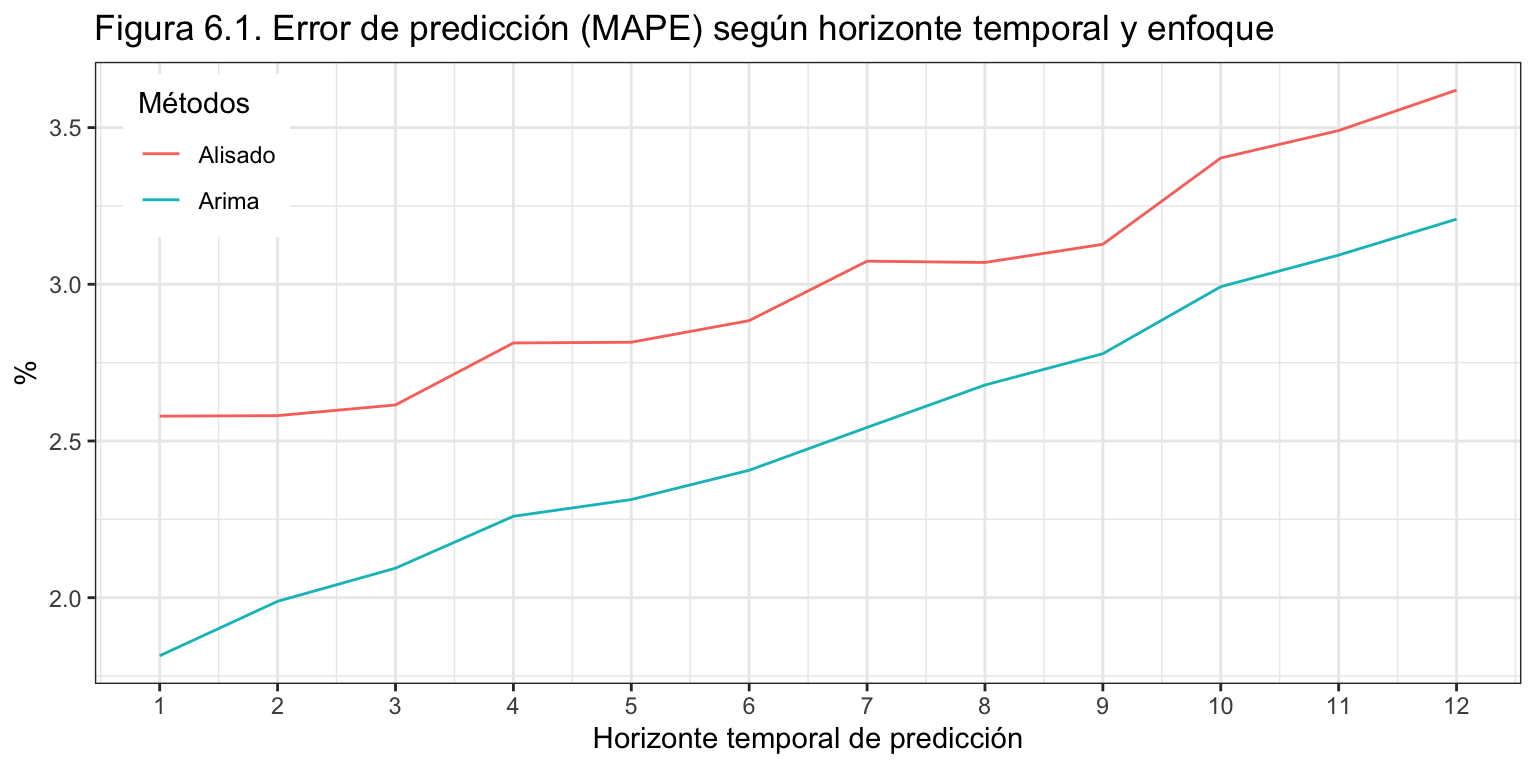 Figura 6.1. Error de predicción (MAPE) según horizonte temporal y enfoque
Métodos
Alisado
Arima
3.5
3.0
2.5
2.0
%
1 2 3 4 5 6 7 8 9 10 11 12
Horizonte temporal de predicción